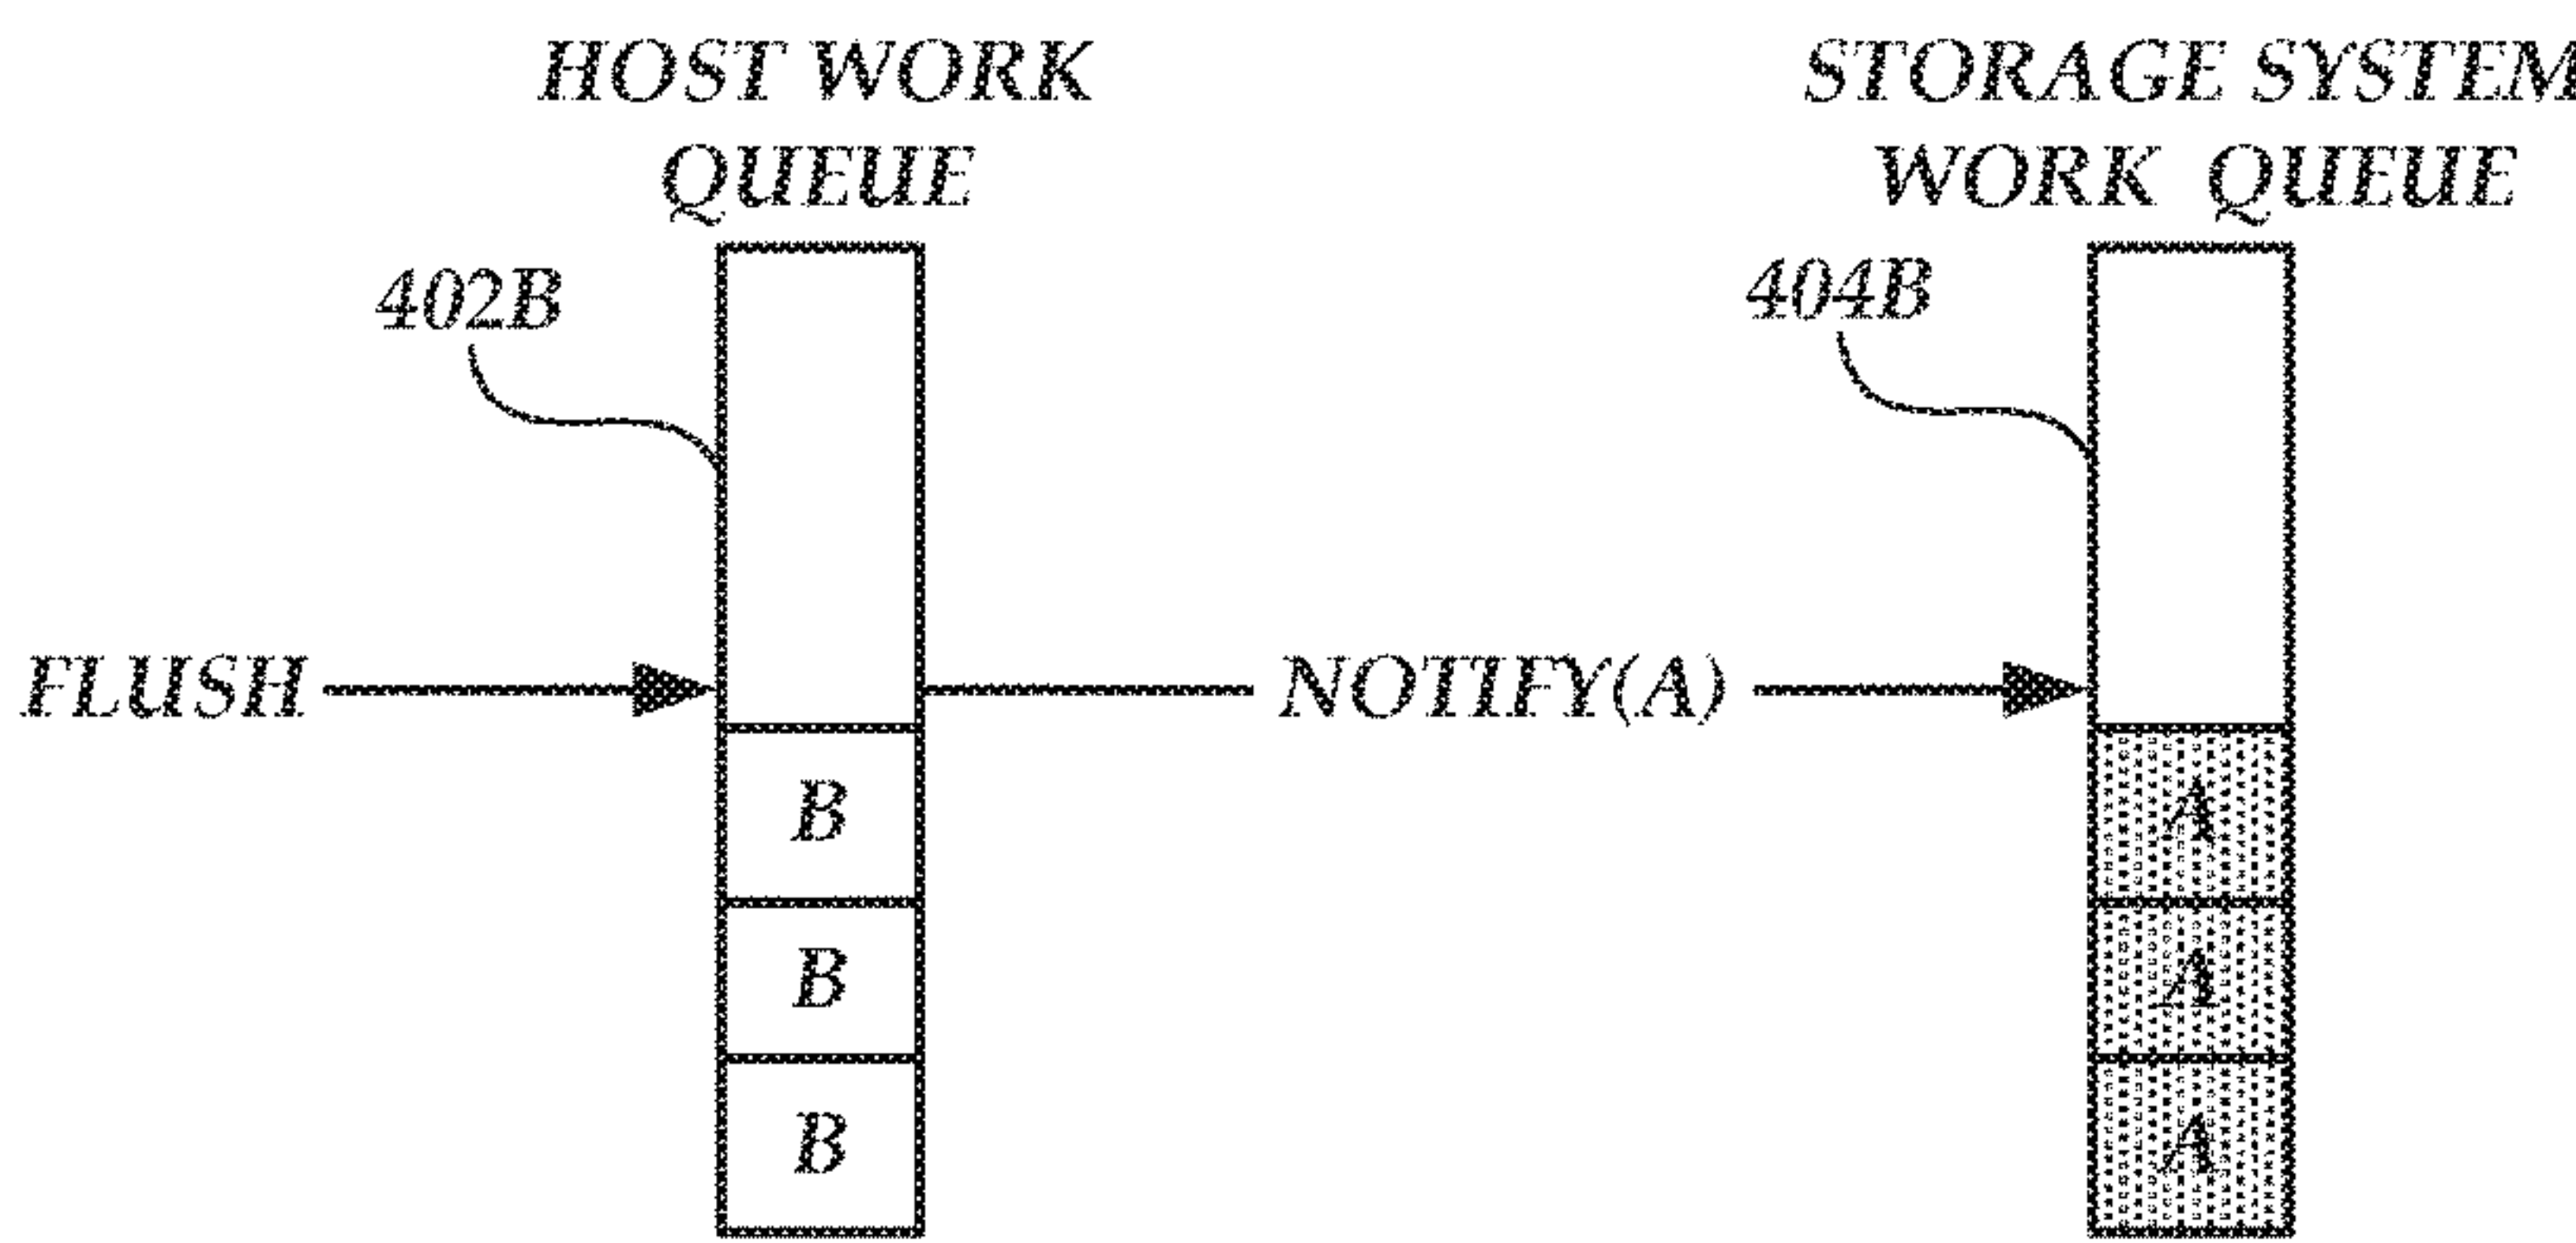 HOST WORK
QUEUE
STORAGE SYSTEM
WORK QUEUE
402B
404B
FLUSH
NOTIFY(A)
B
A
B
A
B
A